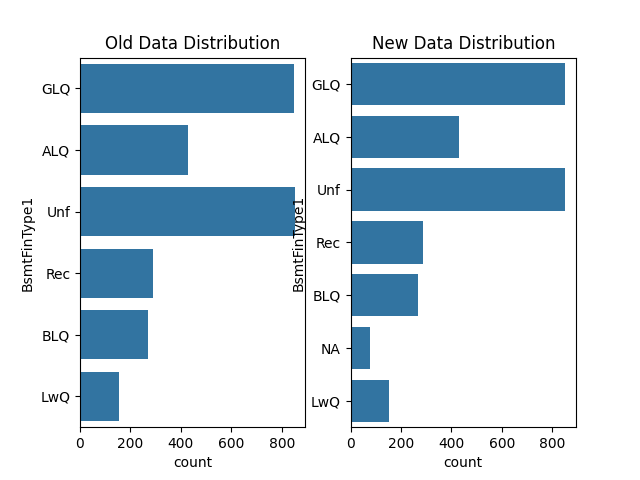 Old Data Distribution
BsmtFinType1
GLQ
ALQ
Unf
Rec
BLQ
LwQ
0 200 400 600 800
count
New Data Distribution
BsmtFinType1
GLQ
ALQ
Unf
Rec
BLQ
NA
LwQ
0 200 400 600 800
count